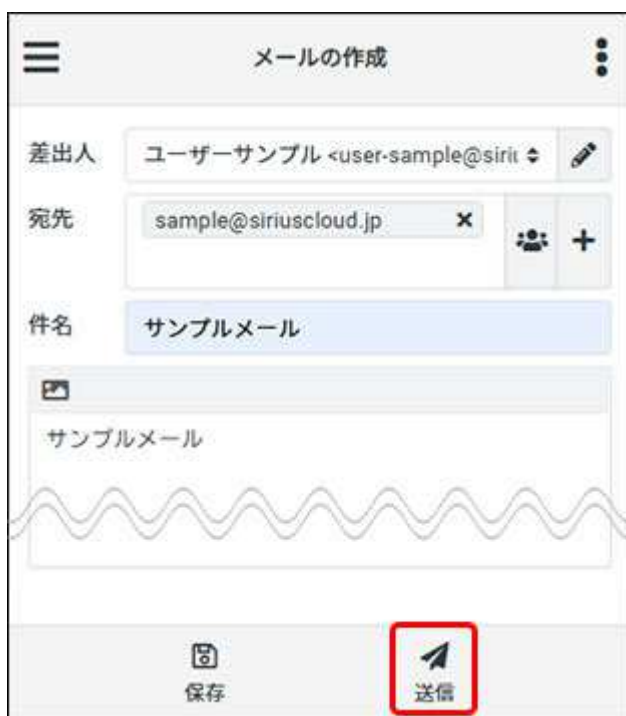 メールの作成
差出人 ユーザーサンプル <user-sample@siriu
宛先 sample@siriuscloud.jp
件名 サンプルメール
サンプルメール
保存 送信